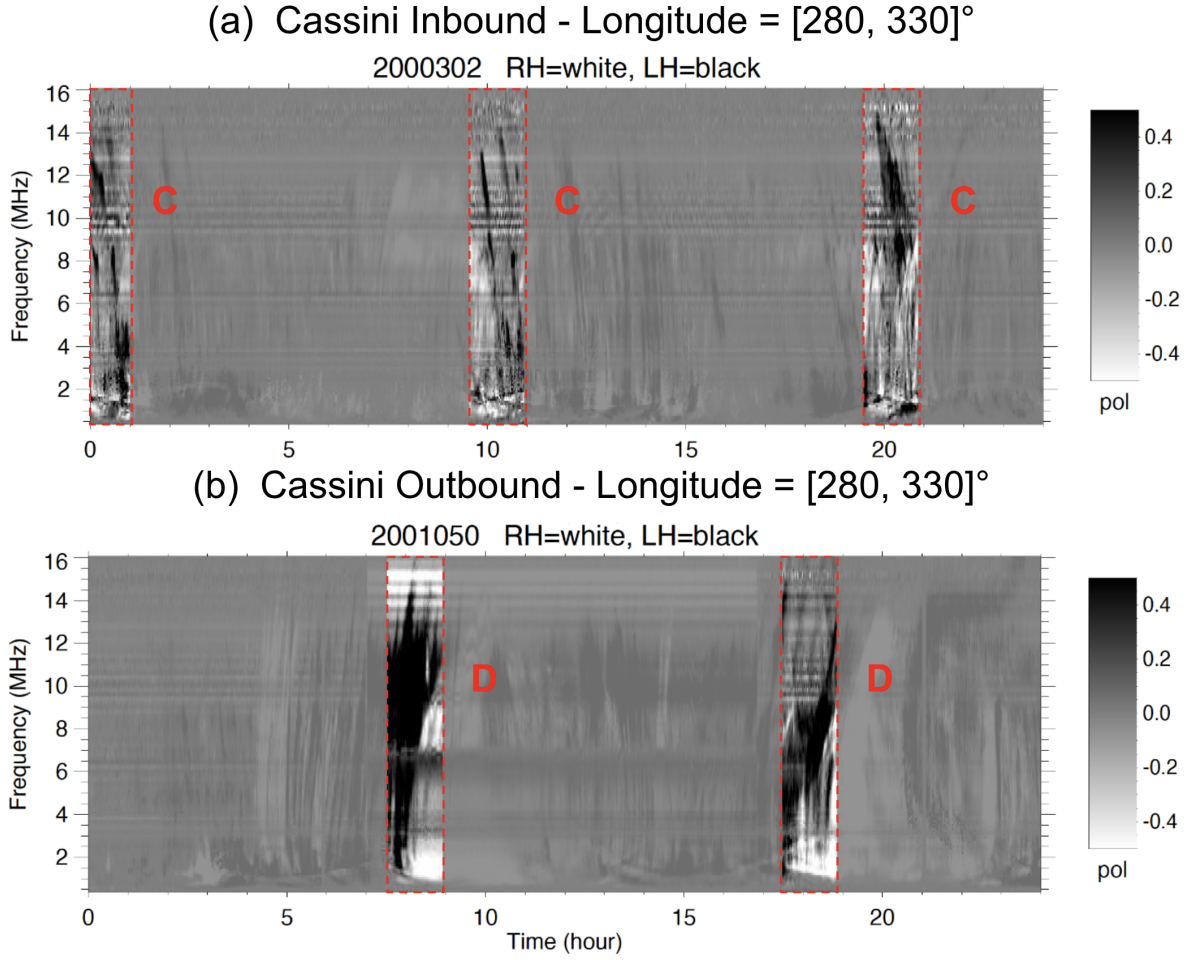 (a) Cassini Inbound - Longitude = [280, 330]°
2000302 RH=white, LH=black
16
14
12
10
8
6
4
2
Frequency (MHz)
C
C
C
0.4
0.2
0.0
-0.2
-0.4
pol
0 5 10 15 20
(b) Cassini Outbound - Longitude = [280, 330]°
2001050 RH=white, LH=black
16
14
12
10
8
6
4
2
Frequency (MHz)
D
D
0.4
0.2
0.0
-0.2
-0.4
pol
0 5 10 15 20
Time (hour)